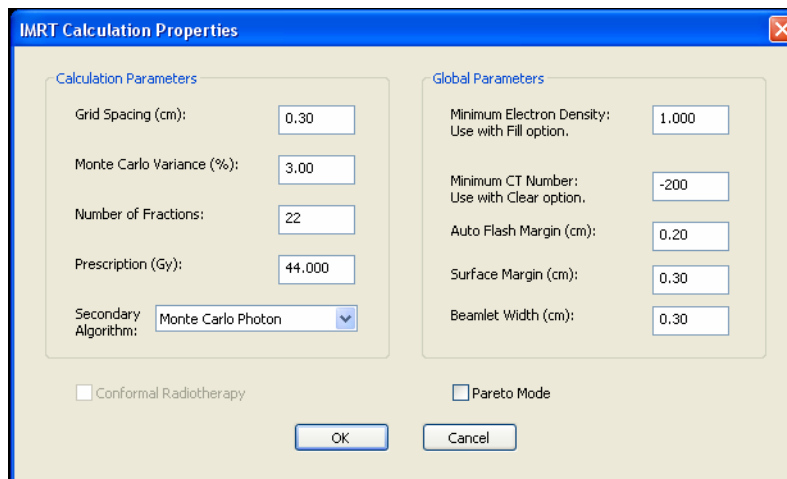 IMRT Calculation Properties
Calculation Parameters
Grid Spacing (cm): 0.30
Monte Carlo Variance (%): 3.00
Number of Fractions: 22
Prescription (Gy): 44.000
Secondary
Algorithm: Monte Carlo Photon
Global Parameters
Minimum Electron Density: 1.000
Use with Fill option.
Minimum CT Number: -200
Use with Clear option.
Auto Flash Margin (cm): 0.20
Surface Margin (cm): 0.30
Beamlet Width (cm): 0.30
Conformal Radiotherapy
Pareto Mode
OK
Cancel